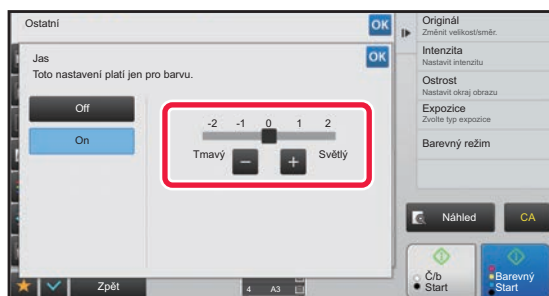 Ostatní
OK
Jas
OK
Toto nastavení platí jen pro barvu.
Off
On
-2 -1 0 1 2
Tmavý
−
+
Světlý
Zpět
4 A3
Originál
Změnit velikost/směr.
Intenzita
Nastavit intenzitu
Ostrost
Nastavit okraj obrazu
Expozice
Zvolte typ expozice
Barevný režim
Náhled
CA
Č/b
Start
Barevný
Start